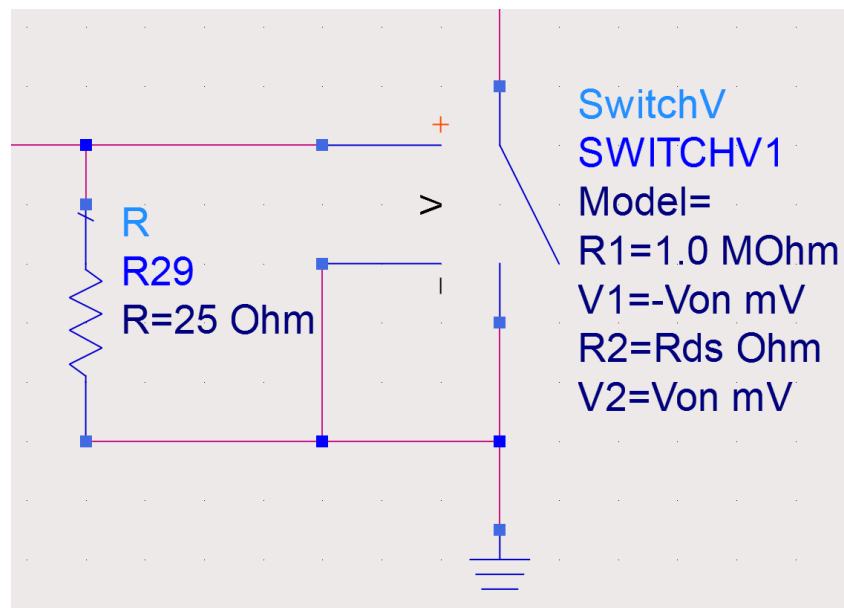 +
V
−
R
R29
R=25 Ohm
SwitchV
SWITCHV1
Model=
R1=1.0 MOhm
V1=-Von mV
R2=Rds Ohm
V2=Von mV